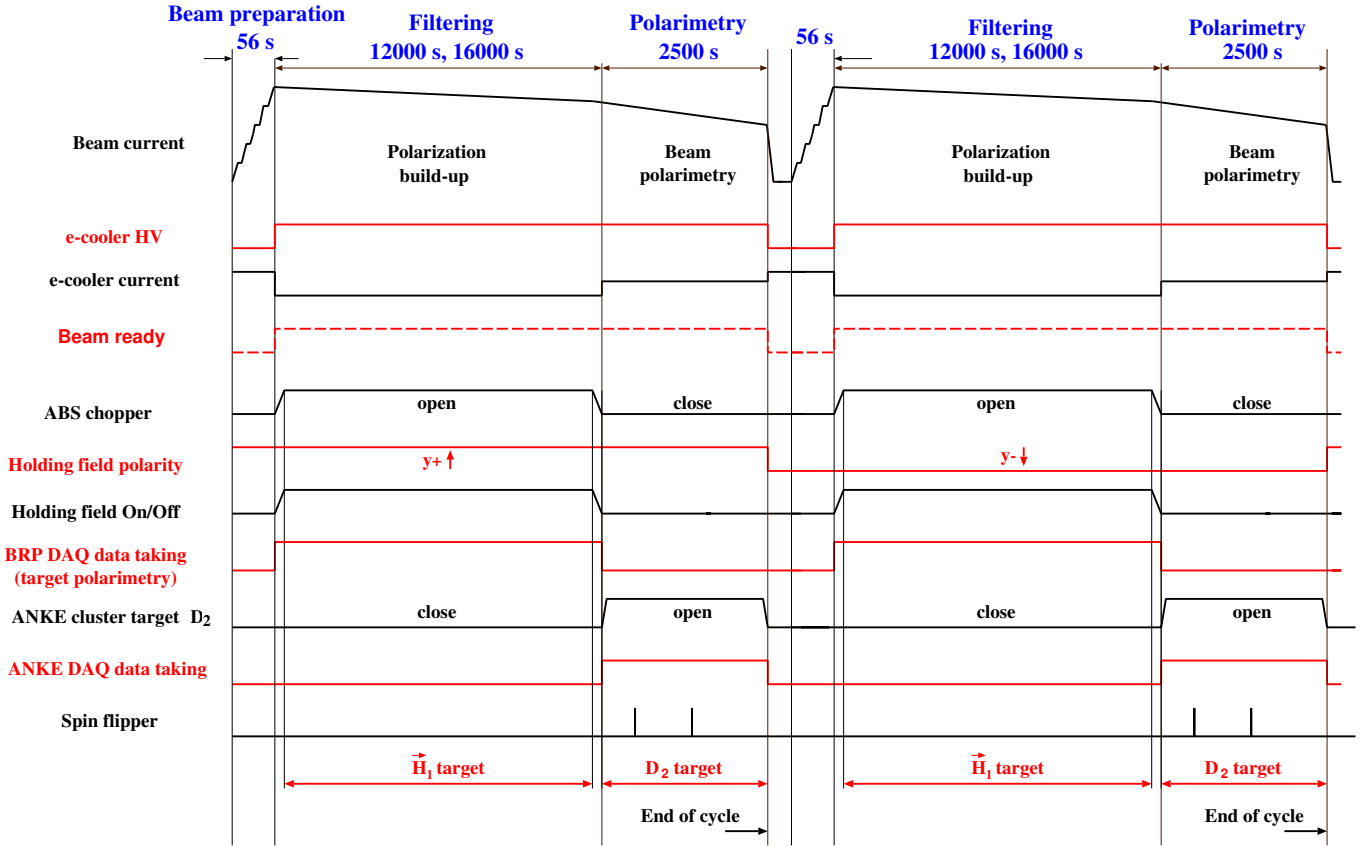 Beam preparation
56 s
Filtering
12000 s, 16000 s
Polarimetry
2500 s
56 s
Filtering
12000 s, 16000 s
Polarimetry
2500 s
Beam current
Polarization
build-up
Beam
polarimetry
Polarization
build-up
Beam
polarimetry
e-cooler HV
e-cooler current
Beam ready
ABS chopper
open
close
open
close
Holding field polarity
y+
y-
Holding field On/Off
BRP DAQ data taking
(target polarimetry)
ANKE cluster target D₂
close
open
close
open
ANKE DAQ data taking
Spin flipper
H⃗₁ target
D₂ target
H⃗₁ target
D₂ target
End of cycle
End of cycle